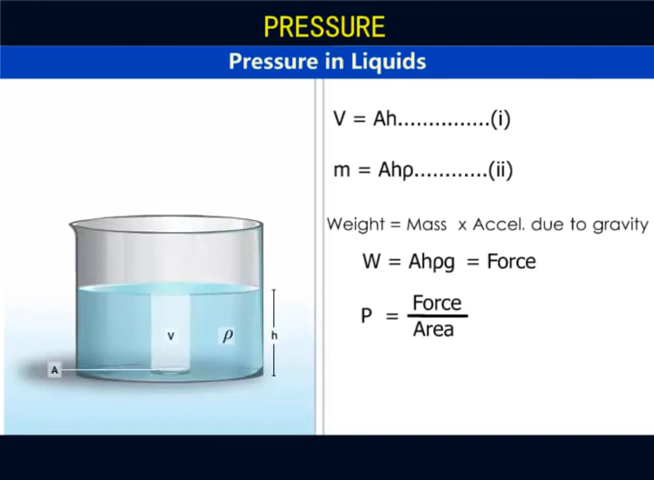 PRESSURE
Pressure in Liquids
V = Ah...............(i)
m = Ahρ............(ii)
Weight = Mass x Accel. due to gravity
W = Ahρg = Force
P = Force
Area
V
ρ
h
A